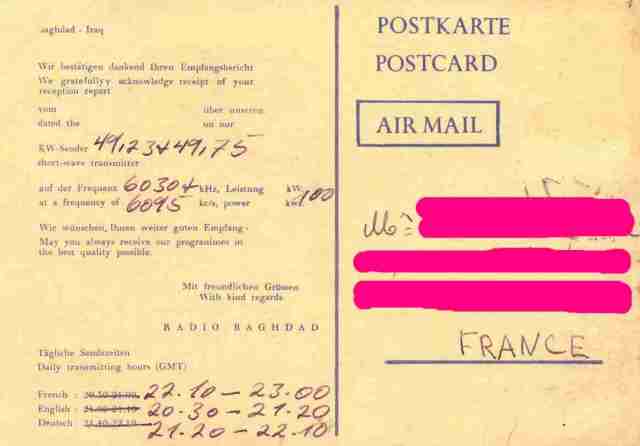 Baghdad - Iraq
Wir bestätigen dankend Ihren Empfangsbericht
We gratefully acknowledge receipt of your
reception report
vom über unseren
dated the on our
KW-Sender 49,23 + 49,75
short-wave transmitter
auf der Frequenz 6030 + kHz, Leistung kW
at a frequency of 6095 kc/s, power kwt. 100
Wir wünschen, Ihnen weiter guten Empfang.
May you always receive our programmes in
the best quality possible.
Mit freundlichen Grüssen
With kind regards
RADIO BAGHDAD
Tägliche Sendezeiten
Daily transmitting hours (GMT)
French : 20.30-21.00 22.10 - 23.00
English : 20.30 - 21.20
Deutsch 21.20 - 22.10
POSTKARTE
POSTCARD
AIR MAIL
FRANCE